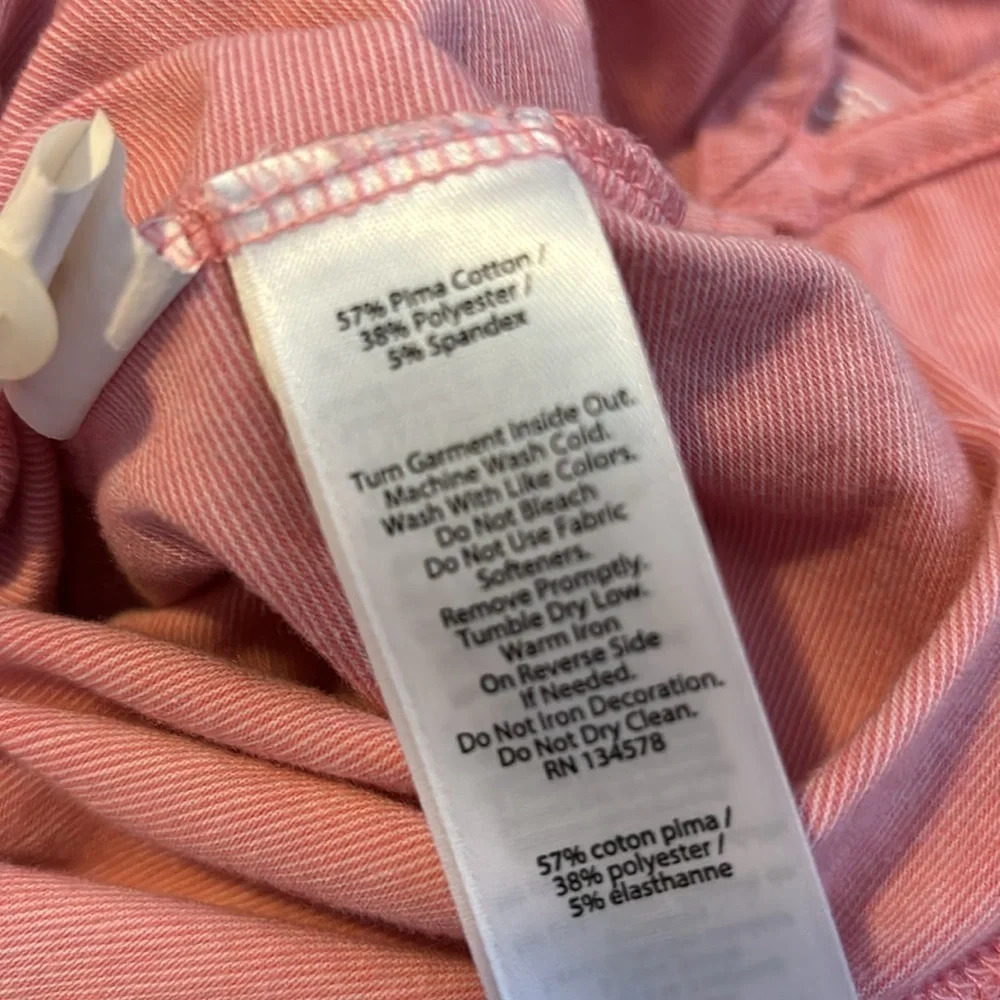 57% Pima Cotton /
38% Polyester /
5% Spandex
Turn Garment Inside Out.
Machine Wash Cold.
Wash With Like Colors.
Do Not Bleach
Do Not Use Fabric
Softeners.
Remove Promptly.
Tumble Dry Low.
Warm Iron
On Reverse Side
If Needed.
Do Not Iron Decoration.
Do Not Dry Clean.
RN 134578
57% coton pima /
38% polyester /
5% élasthanne